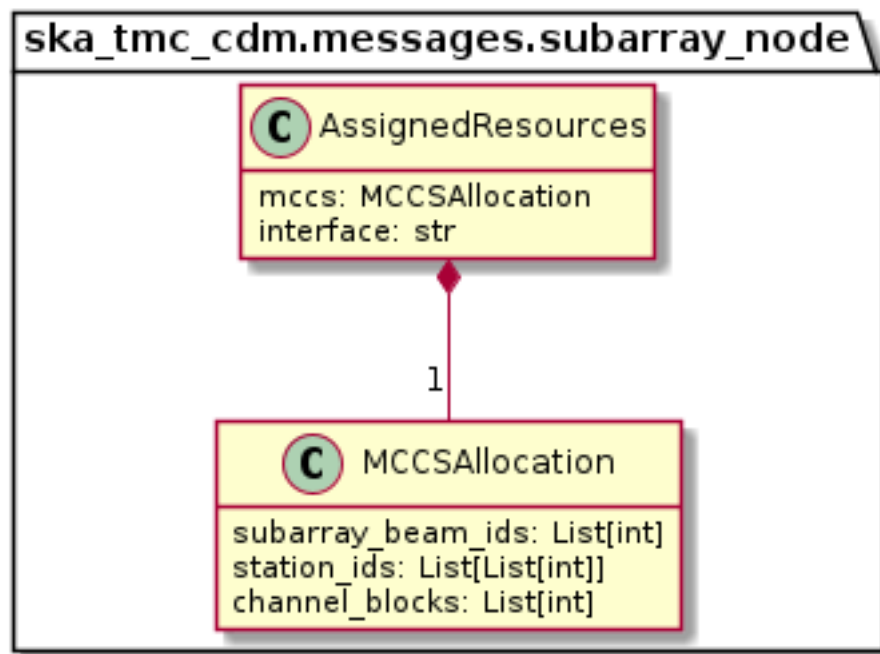 ska_tmc_cdm.messages.subarray_node
C AssignedResources
mccs: MCCSAllocation
interface: str
1
C MCCSAllocation
subarray_beam_ids: List[int]
station_ids: List[List[int]]
channel_blocks: List[int]